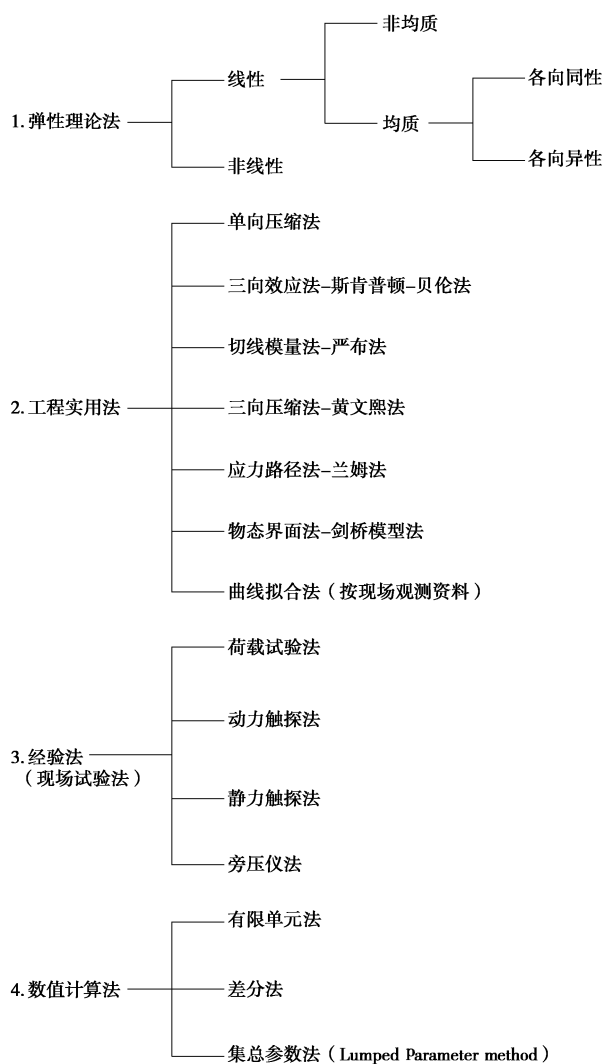 非均质
线性
各向同性
1.弹性理论法
均质
非线性
各向异性
单向压缩法
三向效应法–斯肯普顿–贝伦法
切线模量法–严布法
2.工程实用法
三向压缩法–黄文熙法
应力路径法–兰姆法
物态界面法–剑桥模型法
曲线拟合法（按现场观测资料）
荷载试验法
动力触探法
3.经验法
（现场试验法）
静力触探法
旁压仪法
有限单元法
4.数值计算法
差分法
集总参数法（Lumped Parameter method）